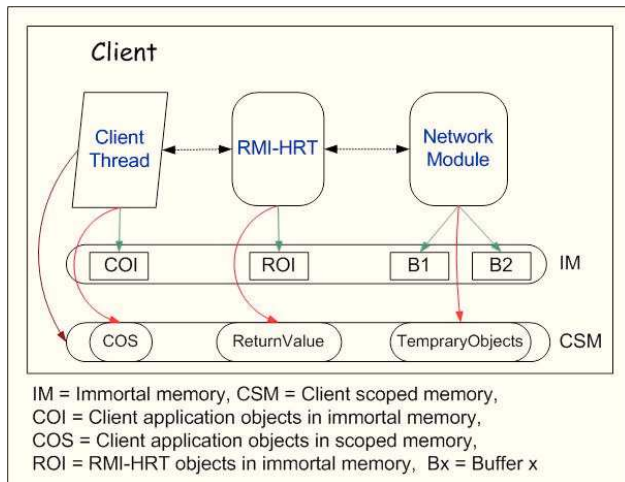 Client
Client
Thread
RMI-HRT
Network
Module
COI
ROI
B1
B2
IM
COS
ReturnValue
TempraryObjects
CSM
IM = Immortal memory, CSM = Client scoped memory,
COI = Client application objects in immortal memory,
COS = Client application objects in scoped memory,
ROI = RMI-HRT objects in immortal memory, Bx = Buffer x